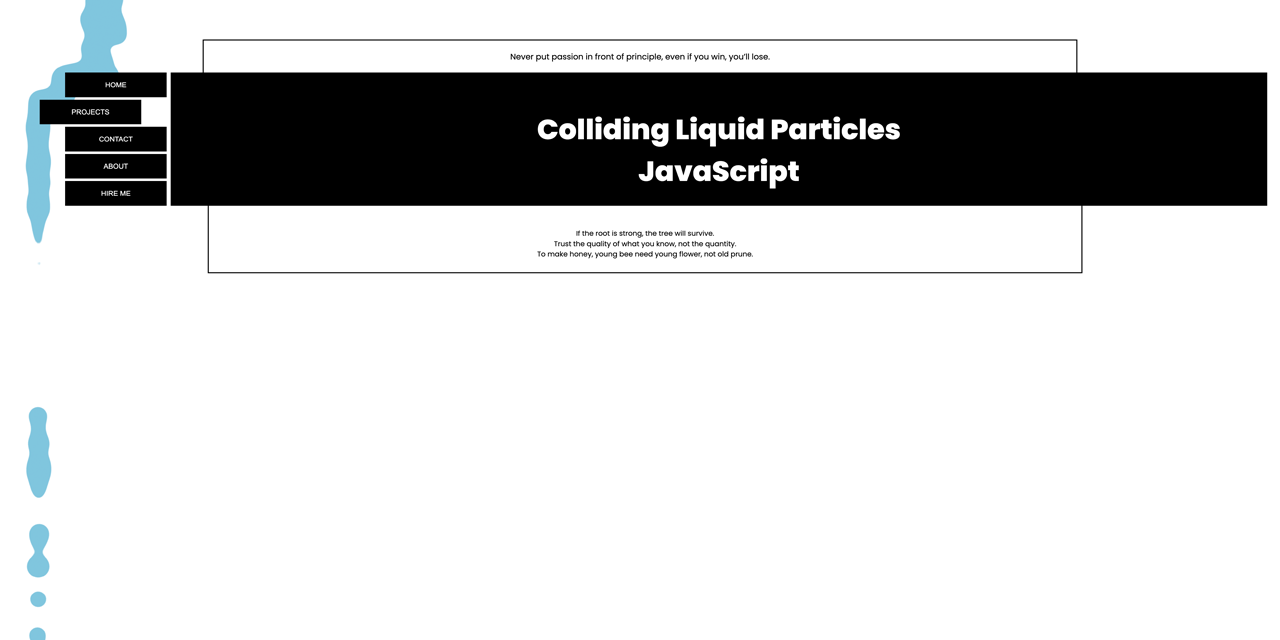 Never put passion in front of principle, even if you win, you'll lose.
HOME
PROJECTS
CONTACT
ABOUT
HIRE ME
Colliding Liquid Particles
JavaScript
If the root is strong, the tree will survive.
Trust the quality of what you know, not the quantity.
To make honey, young bee need young flower, not old prune.